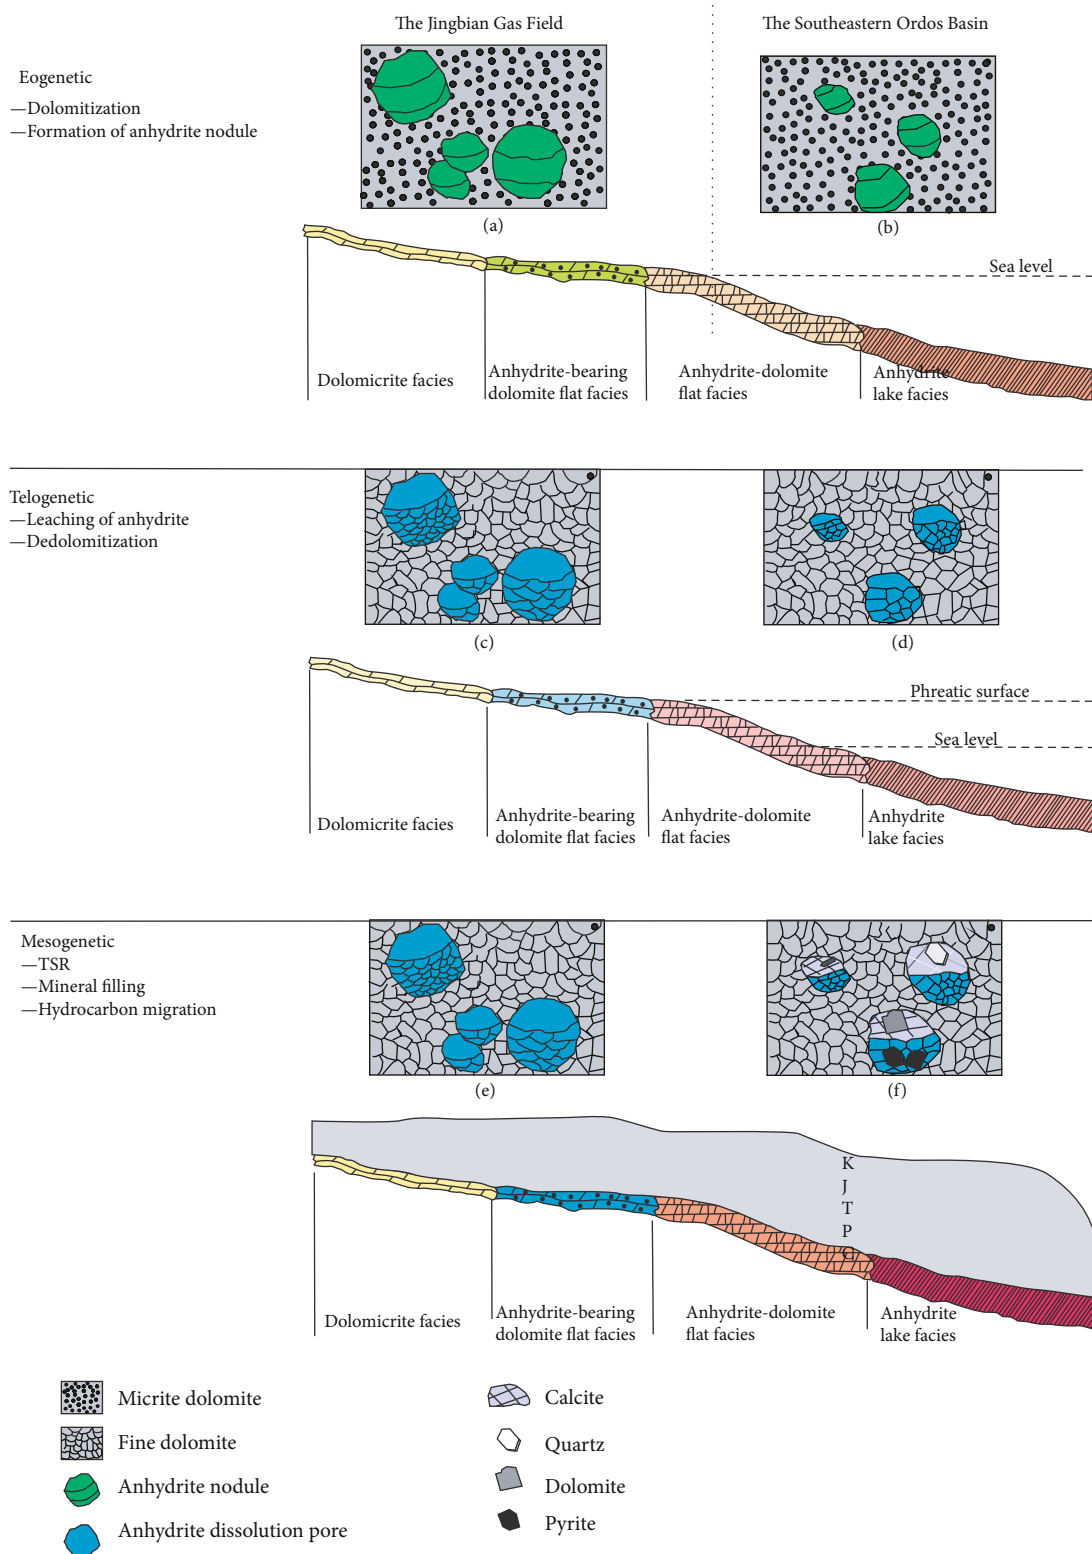 The Jingbian Gas Field
The Southeastern Ordos Basin
Eogenetic
—Dolomitization
—Formation of anhydrite nodule
(a)
(b)
Sea level
Dolomicrite facies
Anhydrite-bearing
dolomite flat facies
Anhydrite-dolomite
flat facies
Anhydrite
lake facies
Telogenetic
—Leaching of anhydrite
—Dedolomitization
(c)
(d)
Phreatic surface
Sea level
Dolomicrite facies
Anhydrite-bearing
dolomite flat facies
Anhydrite-dolomite
flat facies
Anhydrite
lake facies
Mesogenetic
—TSR
—Mineral filling
—Hydrocarbon migration
(e)
(f)
K
J
T
P
C
Dolomicrite facies
Anhydrite-bearing
dolomite flat facies
Anhydrite-dolomite
flat facies
Anhydrite
lake facies
Micrite dolomite
Fine dolomite
Anhydrite nodule
Anhydrite dissolution pore
Calcite
Quartz
Dolomite
Pyrite